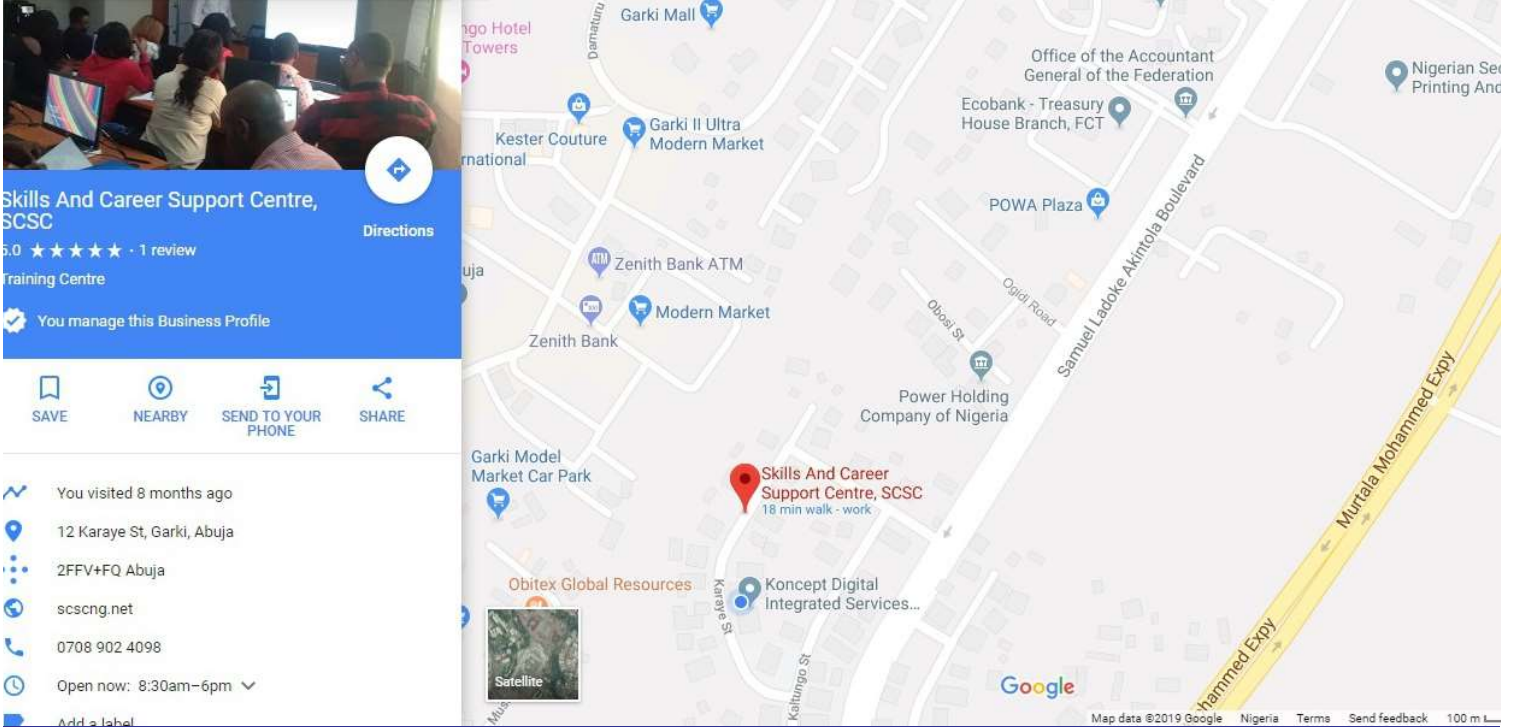 Skills And Career Support Centre,
SCSC
5.0 ★★★★★ · 1 review
Training Centre
You manage this Business Profile
Directions
SAVE
NEARBY
SEND TO YOUR
PHONE
SHARE
You visited 8 months ago
12 Karaye St, Garki, Abuja
2FFV+FQ Abuja
scscng.net
0708 902 4098
Open now: 8:30am–6pm
Add a label
Garki Mall
Damaturu
ngo Hotel
Towers
Kester Couture
rnational
Garki II Ultra
Modern Market
Office of the Accountant
General of the Federation
Ecobank - Treasury
House Branch, FCT
Nigerian Sec
Printing And
POWA Plaza
Samuel Ladoke Akintola Boulevard
uja
ATM
Zenith Bank ATM
Modern Market
Zenith Bank
Ogidi Road
Obosi St
Power Holding
Company of Nigeria
Murtala Mohammed Expy
Garki Model
Market Car Park
Skills And Career
Support Centre, SCSC
18 min walk - work
Obitex Global Resources
Karaye St
Koncept Digital
Integrated Services...
Kaltungo St
Mus
hammed Expy
Satellite
Google
Map data ©2019 Google Nigeria Terms Send feedback 100 m